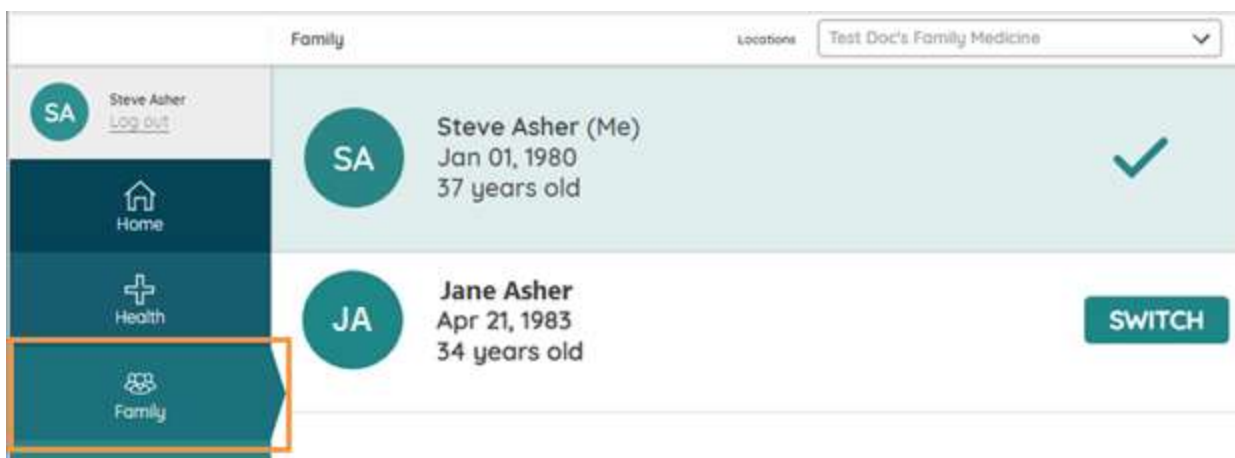 Family
Locations
Test Doc's Family Medicine
SA
Steve Asher
Log out
Home
Health
Family
SA
Steve Asher (Me)
Jan 01, 1980
37 years old
JA
Jane Asher
Apr 21, 1983
34 years old
SWITCH